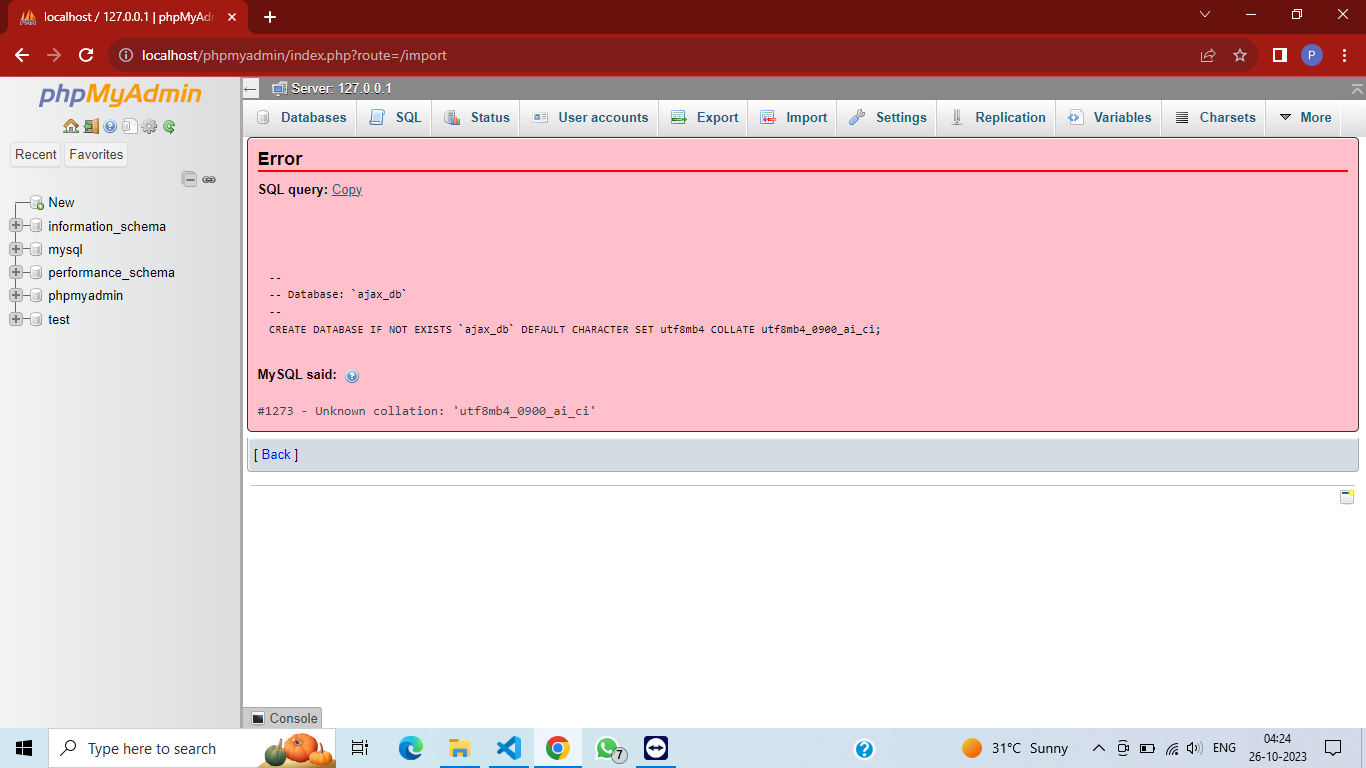 localhost / 127.0.0.1 | phpMyAdm
localhost/phpmyadmin/index.php?route=/import
P
phpMyAdmin
Recent
Favorites
New
information_schema
mysql
performance_schema
phpmyadmin
test
Server: 127.0.0.1
Databases
SQL
Status
User accounts
Export
Import
Settings
Replication
Variables
Charsets
More
Error
SQL query: Copy
--
-- Database: `ajax_db`
--
CREATE DATABASE IF NOT EXISTS `ajax_db` DEFAULT CHARACTER SET utf8mb4 COLLATE utf8mb4_0900_ai_ci;
MySQL said:
#1273 - Unknown collation: 'utf8mb4_0900_ai_ci'
[ Back ]
Console
Type here to search
7
31°C Sunny
ENG
04:24
26-10-2023